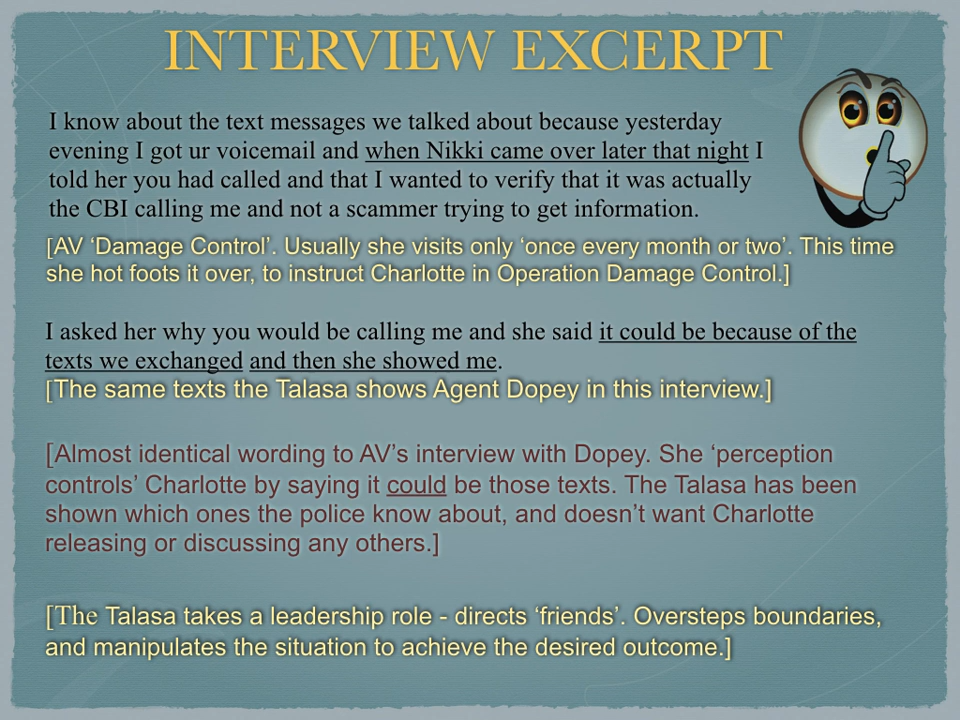 INTERVIEW EXCERPT
I know about the text messages we talked about because yesterday
evening I got ur voicemail and when Nikki came over later that night I
told her you had called and that I wanted to verify that it was actually
the CBI calling me and not a scammer trying to get information.
[AV ‘Damage Control’. Usually she visits only ‘once every month or two’. This time
she hot foots it over, to instruct Charlotte in Operation Damage Control.]
I asked her why you would be calling me and she said it could be because of the
texts we exchanged and then she showed me.
[The same texts the Talasa shows Agent Dopey in this interview.]
[Almost identical wording to AV’s interview with Dopey. She ‘perception
controls’ Charlotte by saying it could be those texts. The Talasa has been
shown which ones the police know about, and doesn’t want Charlotte
releasing or discussing any others.]
[The Talasa takes a leadership role - directs ‘friends’. Oversteps boundaries,
and manipulates the situation to achieve the desired outcome.]